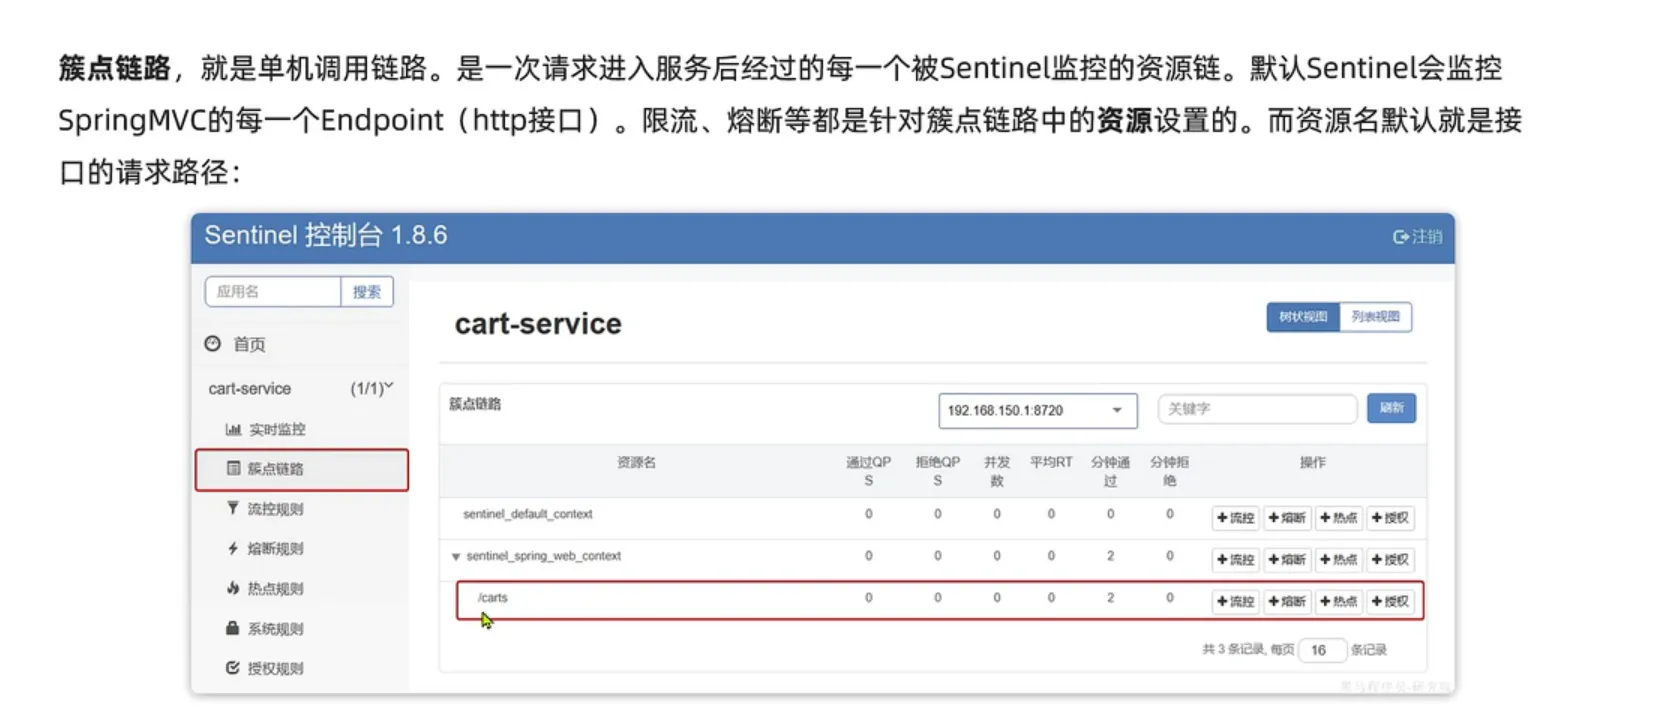 簇点链路，就是单机调用链路。是一次请求进入服务后经过的每一个被Sentinel监控的资源链。默认Sentinel会监控
SpringMVC的每一个Endpoint（http接口）。限流、熔断等都是针对簇点链路中的资源设置的。而资源名默认就是接
口的请求路径：
Sentinel 控制台 1.8.6
注销
应用名 搜索
首页
cart-service (1/1)
实时监控
簇点链路
流控规则
熔断规则
热点规则
系统规则
授权规则
cart-service
树状视图 列表视图
簇点链路 192.168.150.1:8720 关键字 刷新
资源名 通过QP 拒绝QP 并发 平均RT 分钟通 分钟拒 操作
S S 数 过 绝
sentinel_default_context 0 0 0 0 0 0 +流控 +熔断 +热点 +授权
sentinel_spring_web_context 0 0 0 0 2 0 +流控 +熔断 +热点 +授权
/carts 0 0 0 0 2 0 +流控 +熔断 +热点 +授权
共 3 条记录, 每页 16 条记录